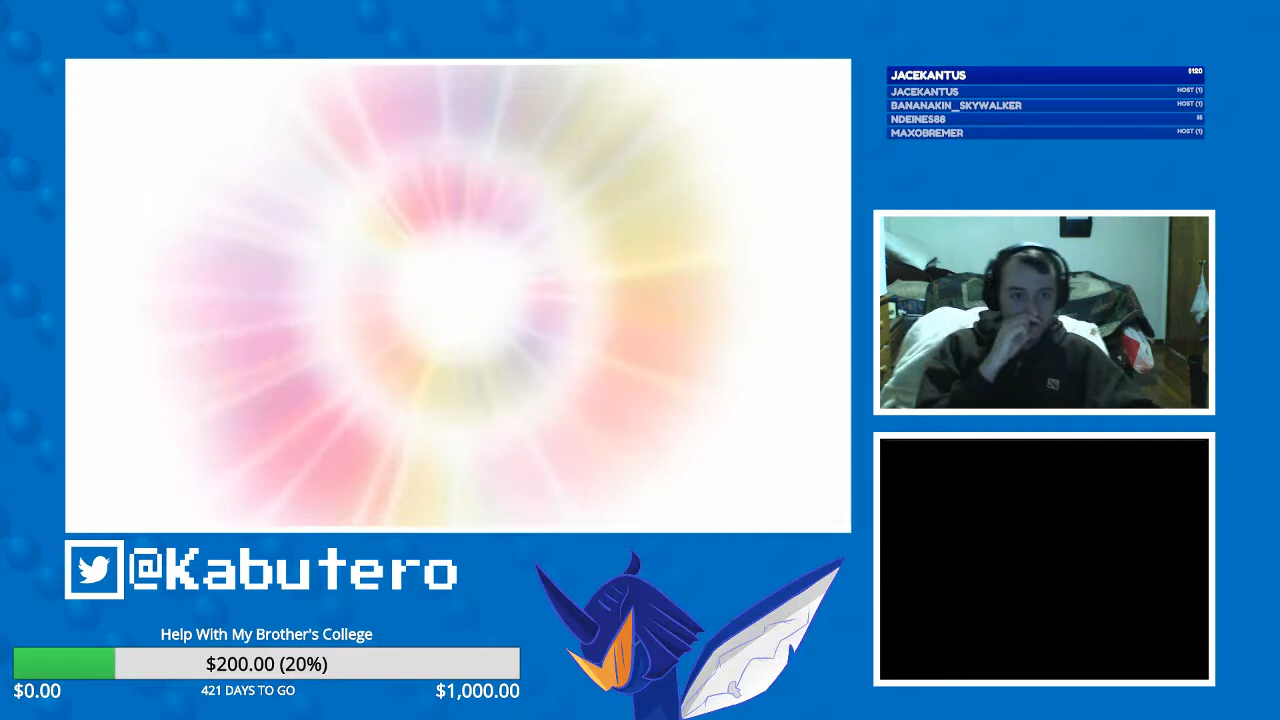 JACEKANTUS $120
JACEKANTUS HOST (1)
BANANAKIN_SKYWALKER HOST (1)
NDEINES88 $5
MAXOBREMER HOST (1)
@Kabutero
Help With My Brother's College
$200.00 (20%)
$0.00 421 DAYS TO GO $1,000.00